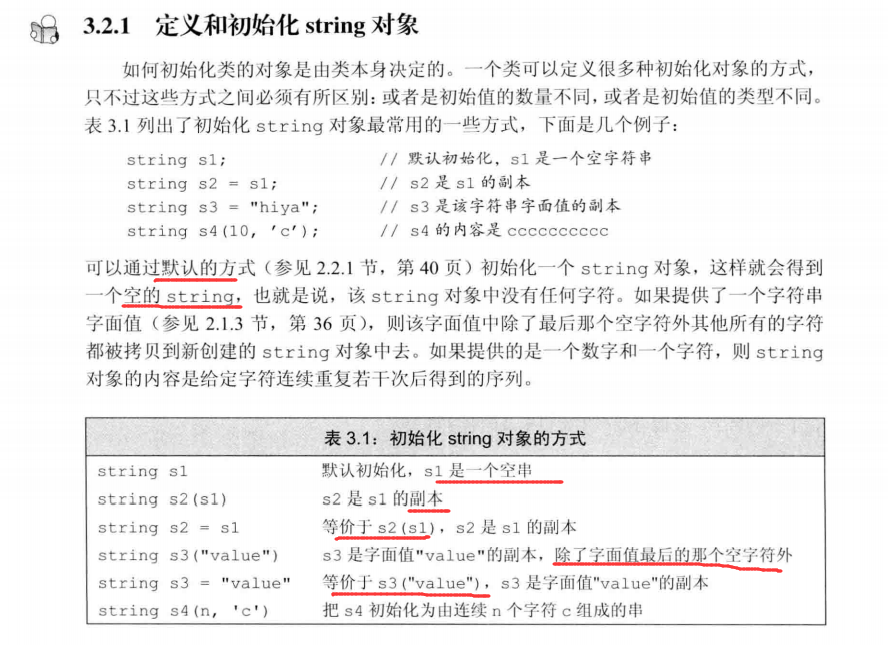 3.2.1 定义和初始化 string 对象
如何初始化类的对象是由类本身决定的。一个类可以定义很多种初始化对象的方式，
只不过这些方式之间必须有所区别：或者是初始值的数量不同，或者是初始值的类型不同。
表 3.1 列出了初始化 string 对象最常用的一些方式，下面是几个例子：
string s1; // 默认初始化，s1 是一个空字符串
string s2 = s1; // s2 是 s1 的副本
string s3 = "hiya"; // s3 是该字符串字面值的副本
string s4(10, 'c'); // s4 的内容是 cccccccccc
可以通过默认的方式（参见 2.2.1 节，第 40 页）初始化一个 string 对象，这样就会得到
一个空的 string，也就是说，该 string 对象中没有任何字符。如果提供了一个字符串
字面值（参见 2.1.3 节，第 36 页），则该字面值中除了最后那个空字符外其他所有的字符
都被拷贝到新创建的 string 对象中去。如果提供的是一个数字和一个字符，则 string
对象的内容是给定字符连续重复若干次后得到的序列。
表 3.1：初始化 string 对象的方式
string s1 默认初始化，s1 是一个空串
string s2(s1) s2 是 s1 的副本
string s2 = s1 等价于 s2(s1)，s2 是 s1 的副本
string s3("value") s3 是字面值"value"的副本，除了字面值最后的那个空字符外
string s3 = "value" 等价于 s3("value")，s3 是字面值"value"的副本
string s4(n, 'c') 把 s4 初始化为由连续 n 个字符 c 组成的串